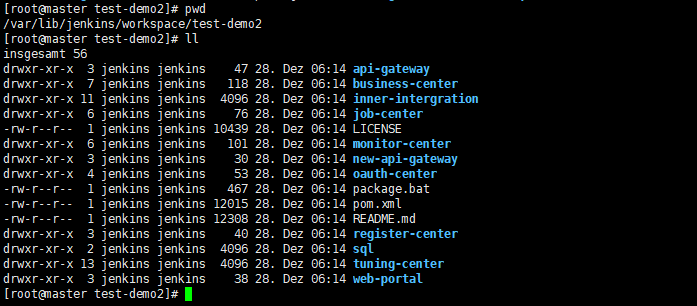 [root@master test-demo2]# pwd
/var/lib/jenkins/workspace/test-demo2
[root@master test-demo2]# ll
insgesamt 56
drwxr-xr-x  3 jenkins jenkins    47 28. Dez 06:14 api-gateway
drwxr-xr-x  7 jenkins jenkins   118 28. Dez 06:14 business-center
drwxr-xr-x 11 jenkins jenkins  4096 28. Dez 06:14 inner-intergration
drwxr-xr-x  6 jenkins jenkins    76 28. Dez 06:14 job-center
-rw-r--r--  1 jenkins jenkins 10439 28. Dez 06:14 LICENSE
drwxr-xr-x  6 jenkins jenkins   101 28. Dez 06:14 monitor-center
drwxr-xr-x  3 jenkins jenkins    30 28. Dez 06:14 new-api-gateway
drwxr-xr-x  4 jenkins jenkins    53 28. Dez 06:14 oauth-center
-rw-r--r--  1 jenkins jenkins   467 28. Dez 06:14 package.bat
-rw-r--r--  1 jenkins jenkins 12015 28. Dez 06:14 pom.xml
-rw-r--r--  1 jenkins jenkins 12308 28. Dez 06:14 README.md
drwxr-xr-x  3 jenkins jenkins    40 28. Dez 06:14 register-center
drwxr-xr-x  2 jenkins jenkins  4096 28. Dez 06:14 sql
drwxr-xr-x 13 jenkins jenkins  4096 28. Dez 06:14 tuning-center
drwxr-xr-x  3 jenkins jenkins    38 28. Dez 06:14 web-portal
[root@master test-demo2]#